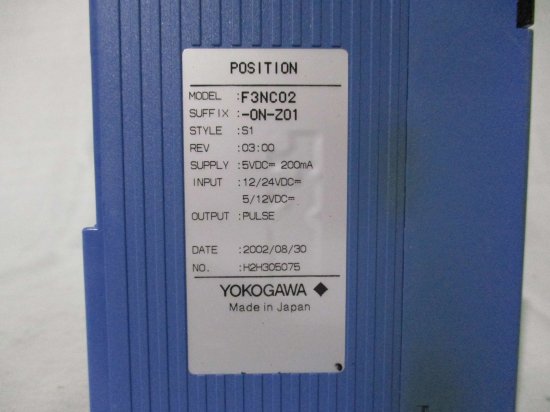 POSITION
MODEL :F3NC02
SUFFIX :-0N-Z01
STYLE :S1
REV :03:00
SUPPLY :5VDC⎓ 200mA
INPUT :12/24VDC⎓
5/12VDC⎓
OUTPUT :PULSE
DATE :2002/08/30
NO. :H2H305075
YOKOGAWA ◆
Made in Japan